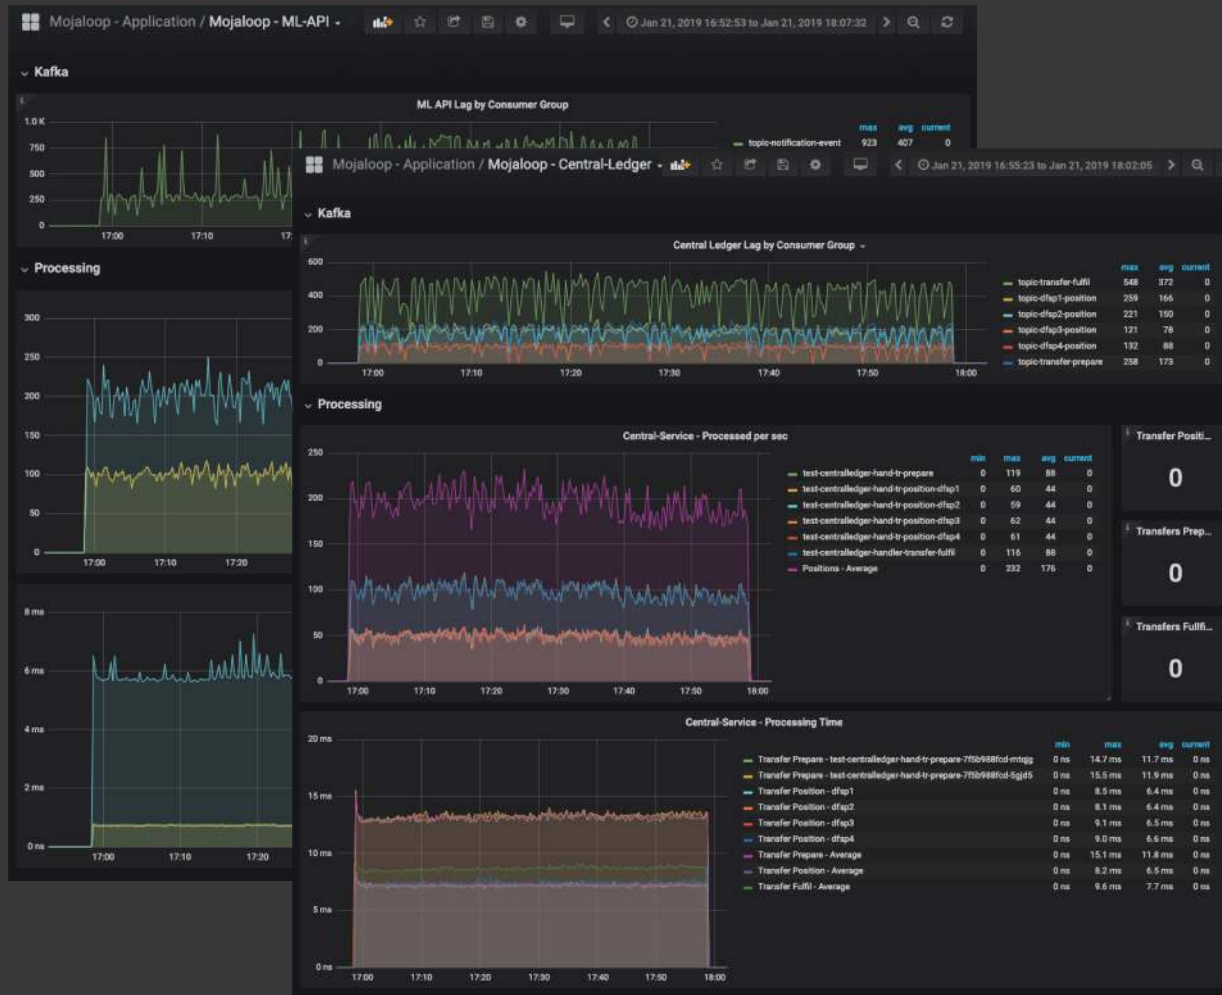 Mojaloop - Application / Mojaloop - ML-API
Jan 21, 2019 16:52:53 to Jan 21, 2019 18:07:32
Kafka
ML API Lag by Consumer Group
1.0 K
750
500
250
0
17:00 17:10 17:
max avg current
topic-notification-event 923 407 0
Processing
300
250
200
150
100
50
0
17:00 17:10 17:20
8 ms
6 ms
4 ms
2 ms
0 ns
17:00 17:10 17:20
Mojaloop - Application / Mojaloop - Central-Ledger
Jan 21, 2019 16:55:23 to Jan 21, 2019 18:02:05
Kafka
Central Ledger Lag by Consumer Group
600
400
200
0
17:00 17:10 17:20 17:30 17:40 17:50 18:00
max avg current
topic-transfer-fulfil 548 372 0
topic-dfsp1-position 259 166 0
topic-dfsp2-position 221 150 0
topic-dfsp3-position 121 78 0
topic-dfsp4-position 132 88 0
topic-transfer-prepare 258 173 0
Processing
Central-Service - Processed per sec
250
200
150
100
50
0
17:00 17:10 17:20 17:30 17:40 17:50 18:00
min max avg current
test-centralledger-hand-tr-prepare 0 119 88 0
test-centralledger-hand-tr-position-dfsp1 0 60 44 0
test-centralledger-hand-tr-position-dfsp2 0 59 44 0
test-centralledger-hand-tr-position-dfsp3 0 62 44 0
test-centralledger-hand-tr-position-dfsp4 0 61 44 0
test-centralledger-handler-transfer-fulfil 0 116 88 0
Positions - Average 0 232 176 0
Transfer Positi...
0
Transfers Prep...
0
Transfers Fullfi...
0
Central-Service - Processing Time
20 ms
15 ms
10 ms
5 ms
0 ns
17:00 17:10 17:20 17:30 17:40 17:50 18:00
min max avg current
Transfer Prepare - test-centralledger-hand-tr-prepare-7f5b988fcd-mtqjg 0 ns 14.7 ms 11.7 ms 0 ns
Transfer Prepare - test-centralledger-hand-tr-prepare-7f5b988fcd-5gjd5 0 ns 15.5 ms 11.9 ms 0 ns
Transfer Position - dfsp1 0 ns 8.5 ms 6.4 ms 0 ns
Transfer Position - dfsp2 0 ns 8.1 ms 6.4 ms 0 ns
Transfer Position - dfsp3 0 ns 9.1 ms 6.5 ms 0 ns
Transfer Position - dfsp4 0 ns 9.0 ms 6.6 ms 0 ns
Transfer Prepare - Average 0 ns 15.1 ms 11.8 ms 0 ns
Transfer Position - Average 0 ns 8.2 ms 6.5 ms 0 ns
Transfer Fulfil - Average 0 ns 9.6 ms 7.7 ms 0 ns